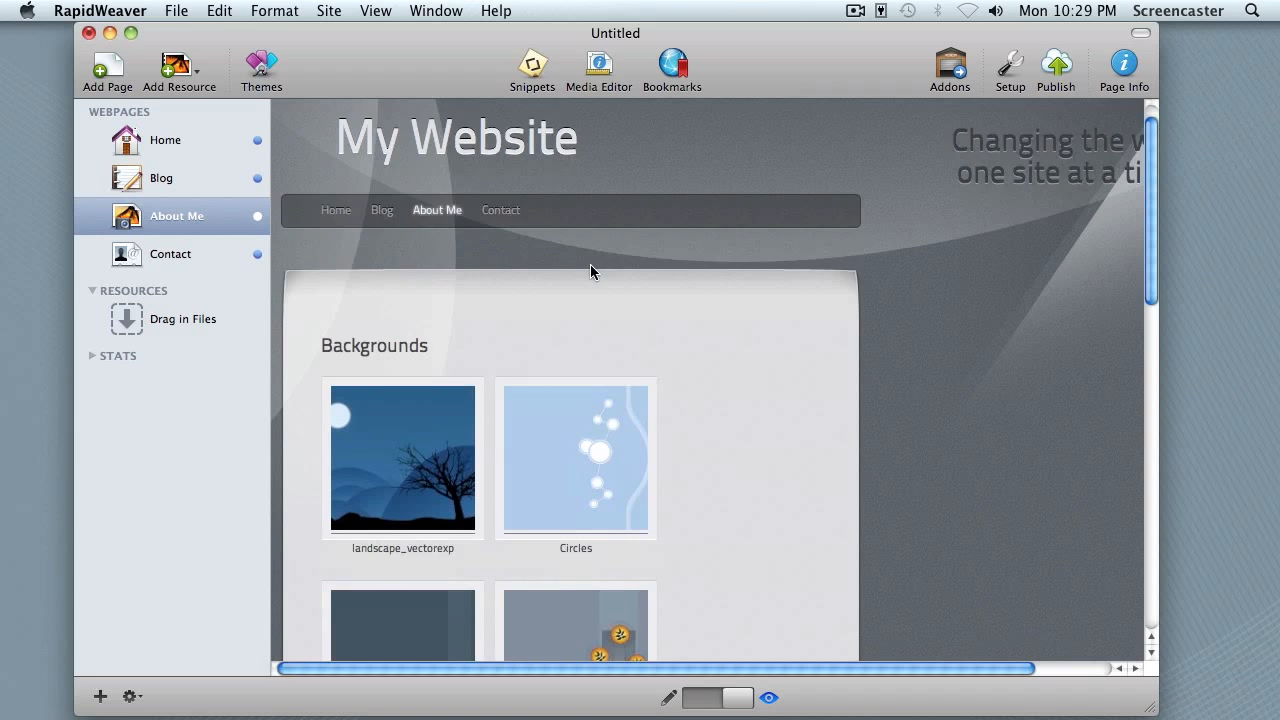 RapidWeaver File Edit Format Site View Window Help Mon 10:29 PM Screencaster
Untitled
Add Page Add Resource Themes Snippets Media Editor Bookmarks Addons Setup Publish Page Info
WEBPAGES
Home
Blog
About Me
Contact
RESOURCES
Drag in Files
STATS
My Website
Changing the w
one site at a ti
Home Blog About Me Contact
Backgrounds
landscape_vectorexp Circles